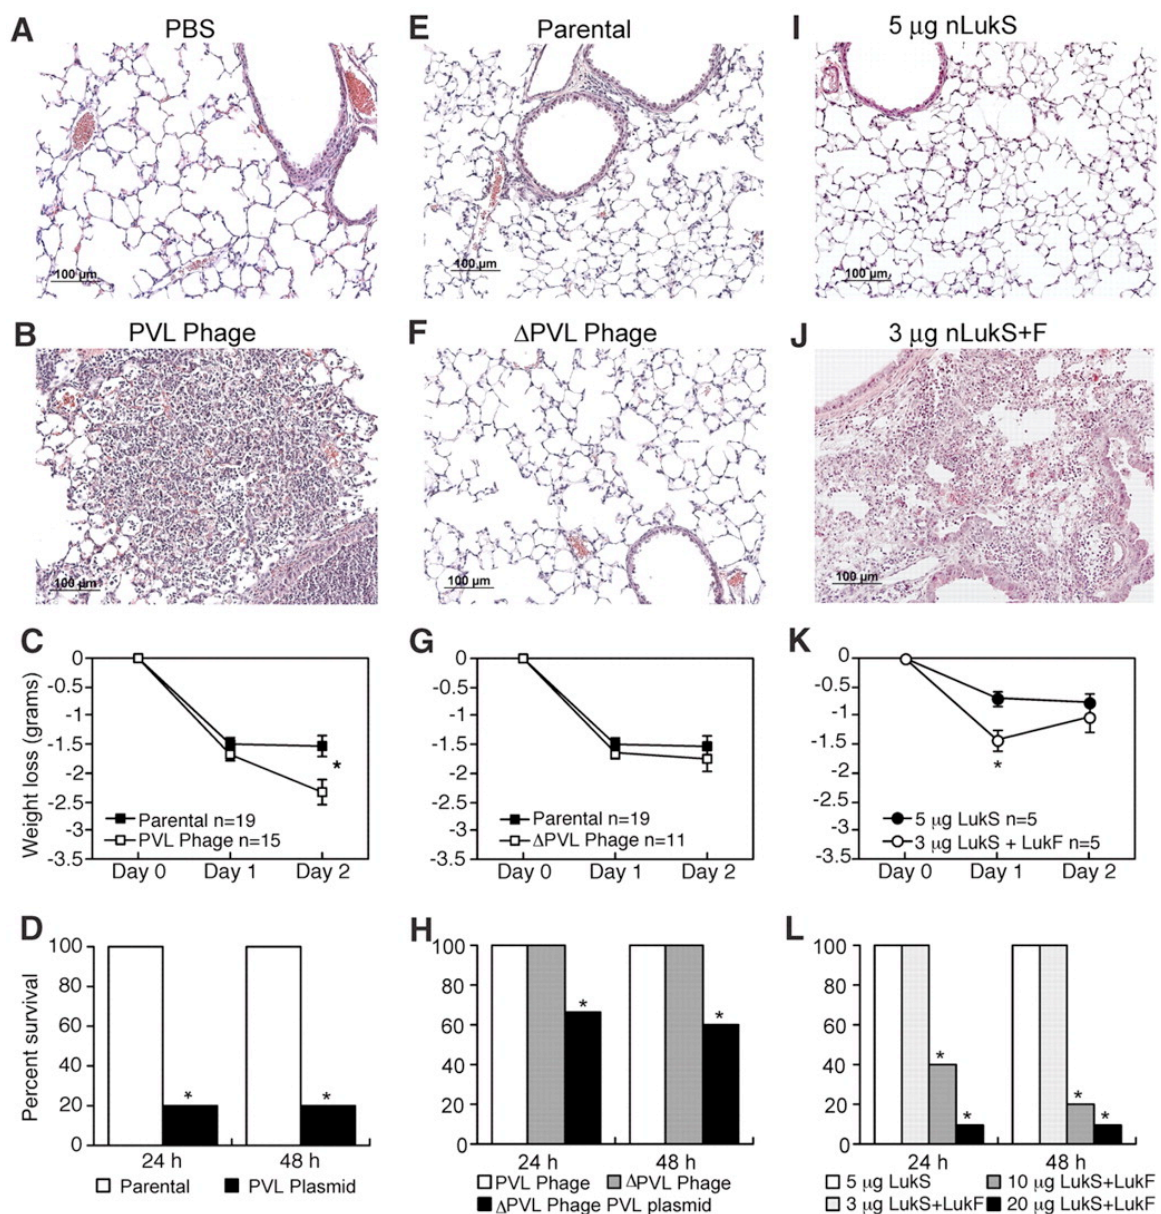 A PBS
100 µm
E Parental
100 µm
I 5 µg nLukS
100 µm
B PVL Phage
100 µm
F ΔPVL Phage
100 µm
J 3 µg nLukS+F
100 µm
C
Weight loss (grams)
0
-0.5
-1
-1.5
-2
-2.5
-3
-3.5
*
Parental n=19
PVL Phage n=15
Day 0 Day 1 Day 2
G
0
-0.5
-1
-1.5
-2
-2.5
-3
-3.5
Parental n=19
ΔPVL Phage n=11
Day 0 Day 1 Day 2
K
0
-0.5
-1
-1.5
-2
-2.5
-3
-3.5
*
5 µg LukS n=5
3 µg LukS + LukF n=5
Day 0 Day 1 Day 2
D
Percent survival
100
80
60
40
20
0
* *
24 h 48 h
Parental PVL Plasmid
H
100
80
60
40
20
0
* *
24 h 48 h
PVL Phage ΔPVL Phage
ΔPVL Phage PVL plasmid
L
100
80
60
40
20
0
* * * *
24 h 48 h
5 µg LukS 10 µg LukS+LukF
3 µg LukS+LukF 20 µg LukS+LukF